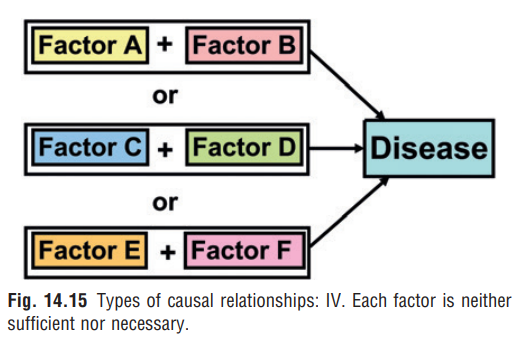 Factor A + Factor B
or
Factor C + Factor D
Disease
or
Factor E + Factor F
Fig. 14.15 Types of causal relationships: IV. Each factor is neither
sufficient nor necessary.